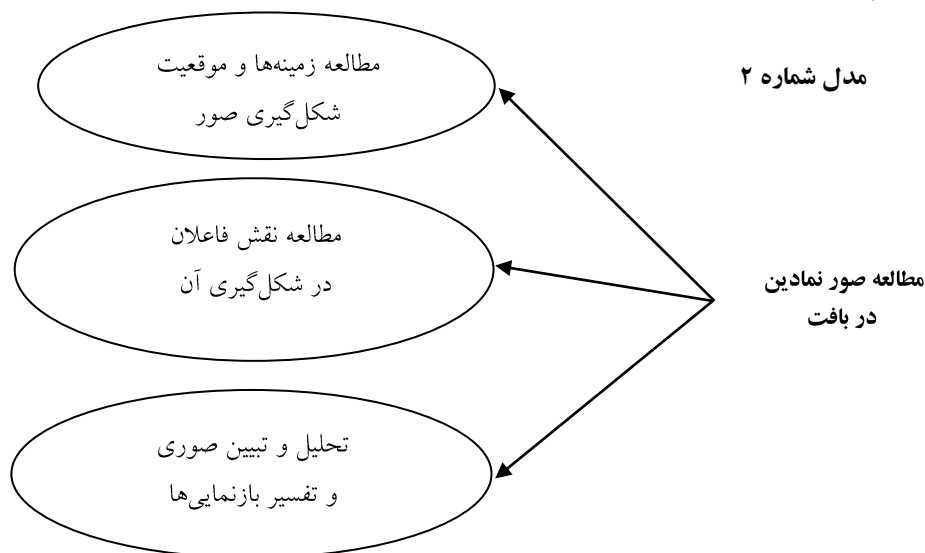 مدل شماره ۲
مطالعه زمینه‌ها و موقعیت
شکل‌گیری صور
مطالعه نقش فاعلان
در شکل‌گیری آن
مطالعه صور نمادین
در بافت
تحلیل و تبیین صوری
و تفسیر بازنمایی‌ها